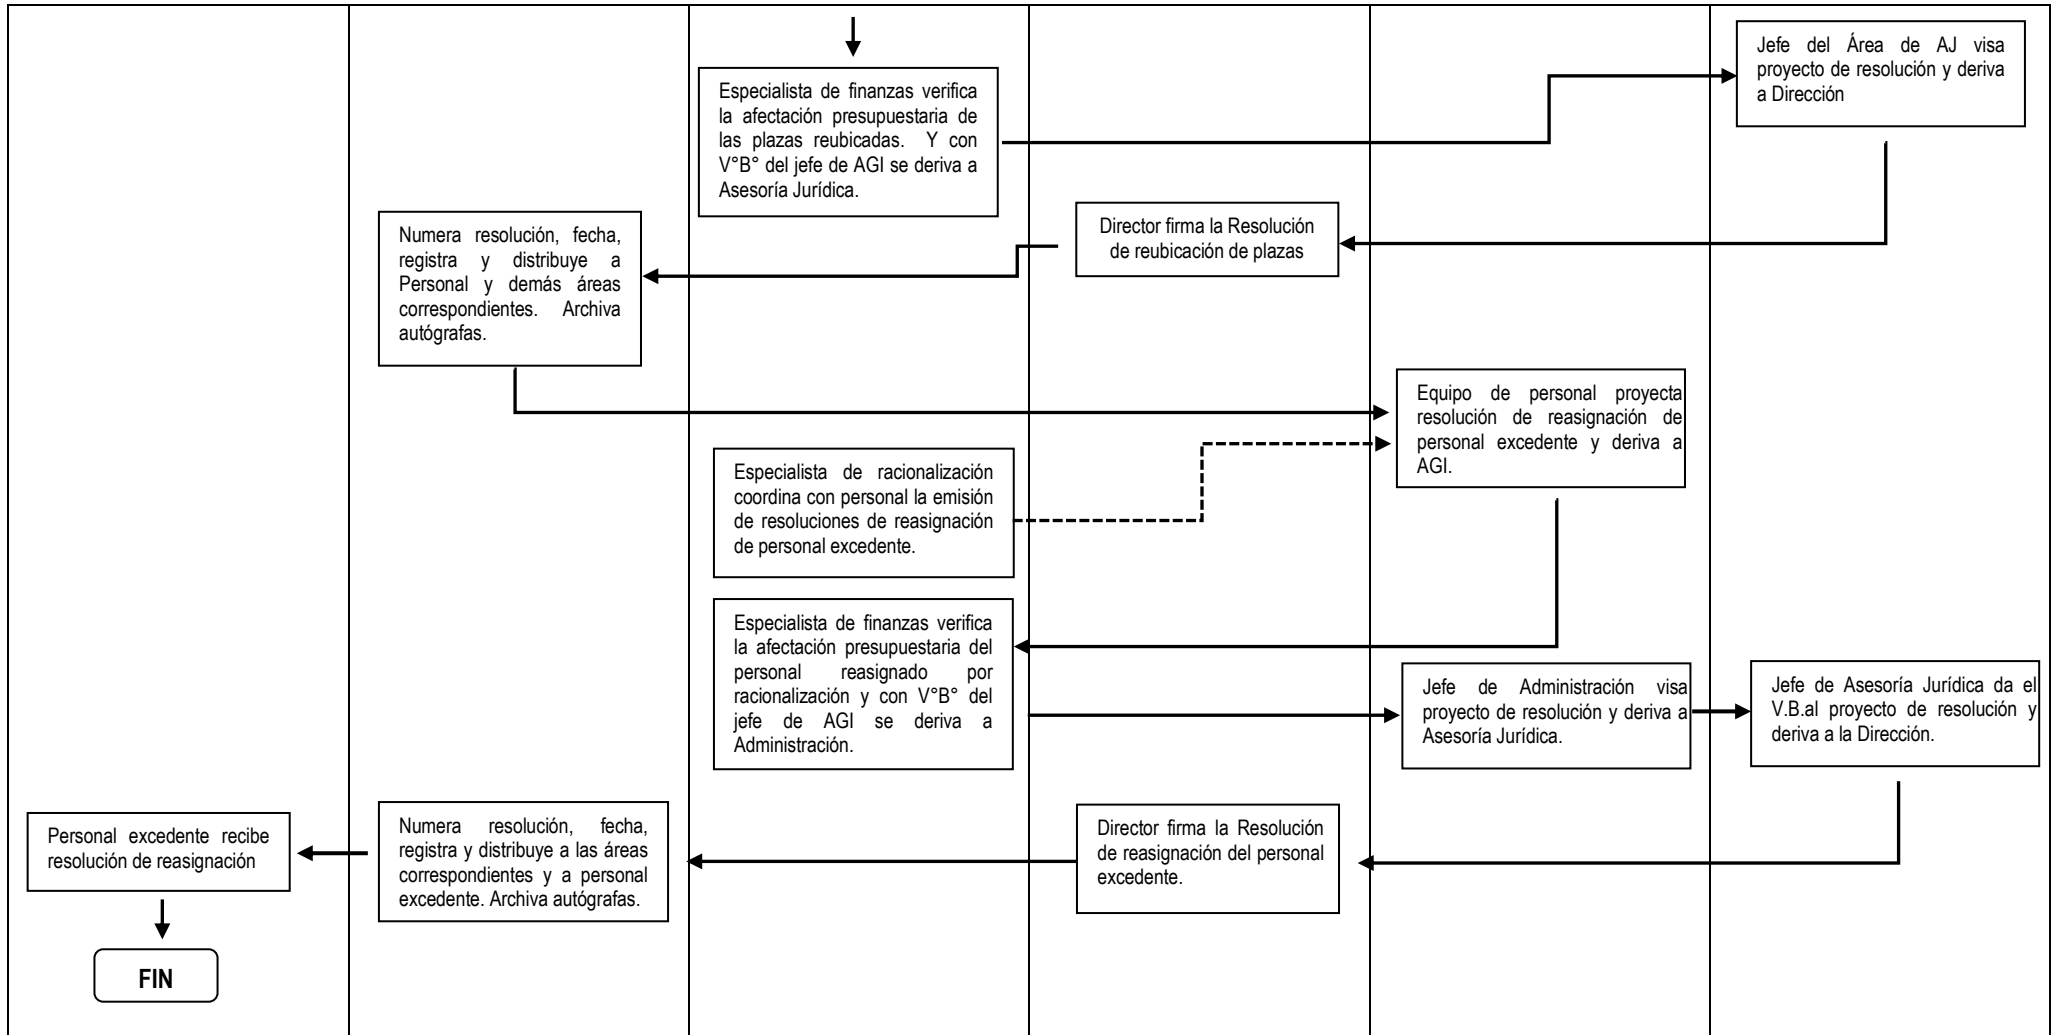 Jefe del Área de AJ visa
proyecto de resolución y deriva
a Dirección
Especialista de finanzas verifica
la afectación presupuestaria de
las plazas reubicadas. Y con
V°B° del jefe de AGI se deriva a
Asesoría Jurídica.
Director firma la Resolución
de reubicación de plazas
Numera resolución, fecha,
registra y distribuye a
Personal y demás áreas
correspondientes. Archiva
autógrafas.
Equipo de personal proyecta
resolución de reasignación de
personal excedente y deriva a
AGI.
Especialista de racionalización
coordina con personal la emisión
de resoluciones de reasignación
de personal excedente.
Especialista de finanzas verifica
la afectación presupuestaria del
personal reasignado por
racionalización y con V°B° del
jefe de AGI se deriva a
Administración.
Jefe de Administración visa
proyecto de resolución y deriva a
Asesoría Jurídica.
Jefe de Asesoría Jurídica da el
V.B.al proyecto de resolución y
deriva a la Dirección.
Director firma la Resolución
de reasignación del personal
excedente.
Numera resolución, fecha,
registra y distribuye a las áreas
correspondientes y a personal
excedente. Archiva autógrafas.
Personal excedente recibe
resolución de reasignación
FIN